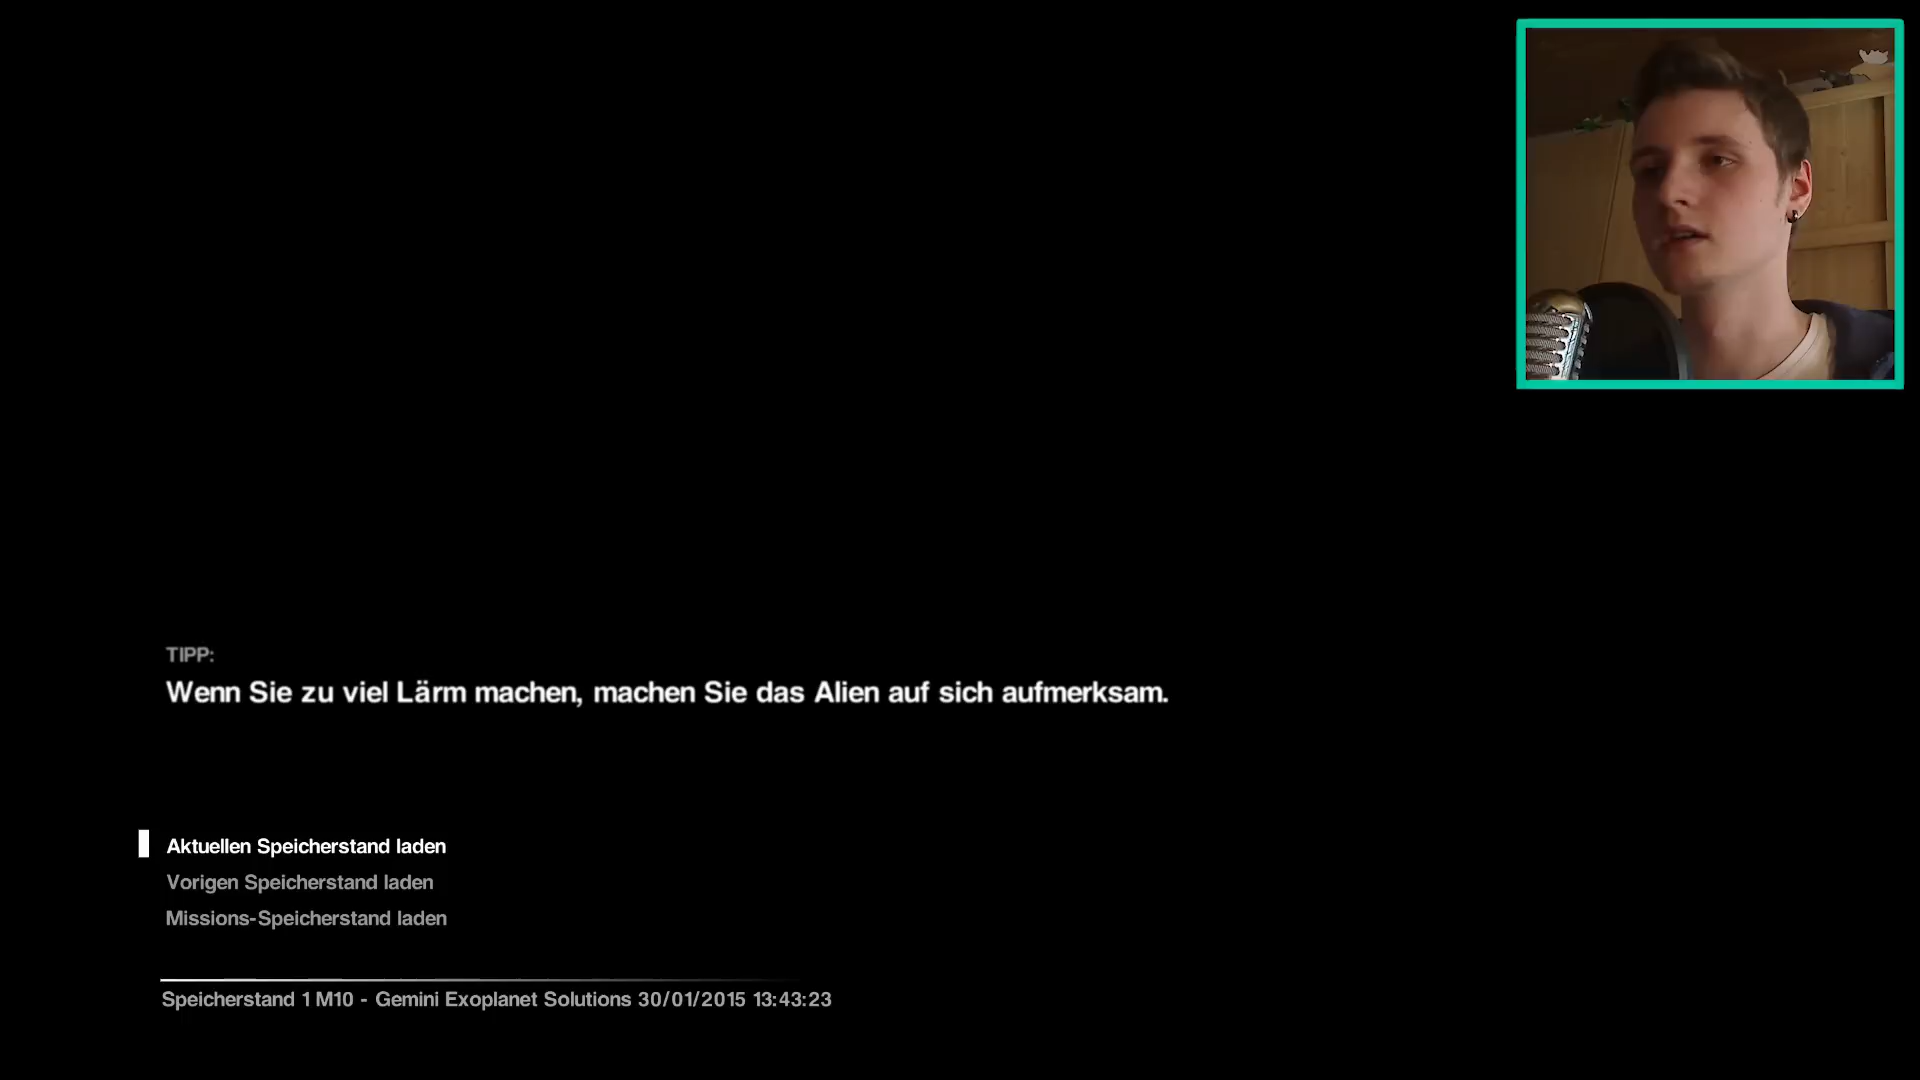 TIPP:
Wenn Sie zu viel Lärm machen, machen Sie das Alien auf sich aufmerksam.
Aktuellen Speicherstand laden
Vorigen Speicherstand laden
Missions-Speicherstand laden
Speicherstand 1 M10 - Gemini Exoplanet Solutions 30/01/2015 13:43:23